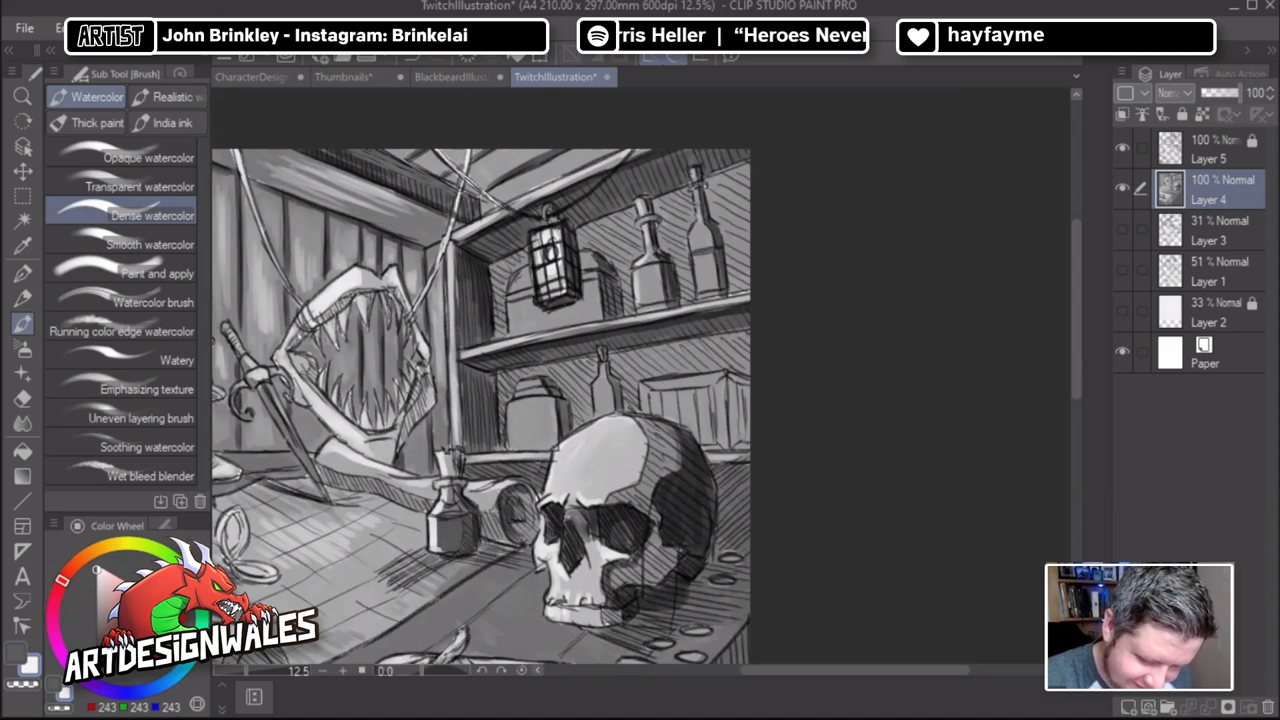 TwitchIllustration* (A4 210.00 x 297.00mm 600dpi 12.5%) - CLIP STUDIO PAINT PRO
File
ARTIST John Brinkley - Instagram: Brinkelai
rris Heller | “Heroes Never
hayfayme
Sub Tool [Brush]
CharacterDesig
Thumbnails*
BlackbeardIllustr
TwitchIllustration*
Layer
Auto Action
Watercolor
Realistic w
Thick paint
India ink
Opaque watercolor
Transparent watercolor
Dense watercolor
Smooth watercolor
Paint and apply
Watercolor brush
Running color edge watercolor
Watery
Emphasizing texture
Uneven layering brush
Soothing watercolor
Wet bleed blender
100
100 % Norm
Layer 5
100 % Normal
Layer 4
31 % Normal
Layer 3
51 % Normal
Layer 1
33 % Normal
Layer 2
Paper
Color Wheel
ARTDESIGNWALES
12.5
0.0
243 243 243